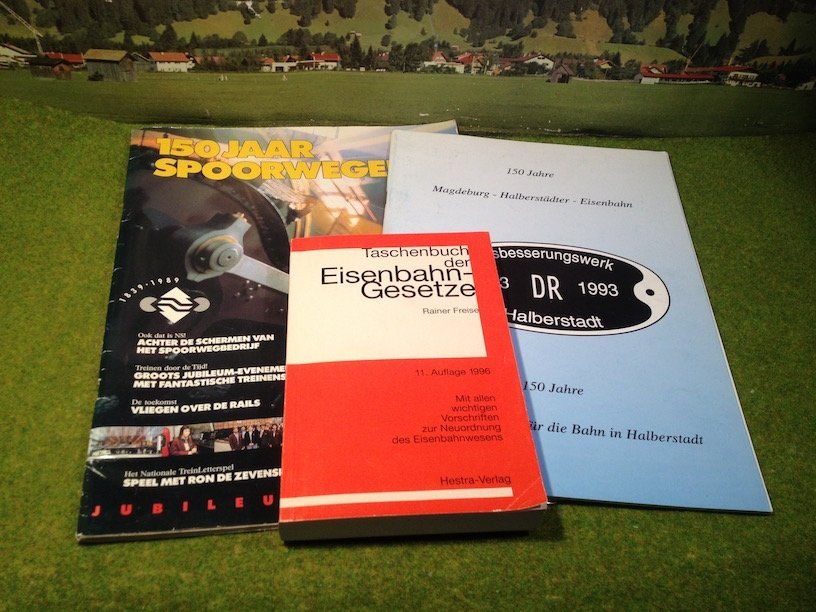 150 JAAR
SPOORWEGE
1839-1989
Ook dat is NS!
ACHTER DE SCHERMEN VAN
HET SPOORWEGBEDRIJF
Treinen door de Tijd!
GROOTS JUBILEUM-EVENEME
MET FANTASTISCHE TREINENS
De toekomst
VLIEGEN OVER DE RAILS
Het Nationale TreinLetterspel
SPEEL MET RON DE ZEVENS
JUBILEU
Taschenbuch
der
Eisenbahn-
Gesetze
Rainer Freise
11. Auflage 1996
Mit allen
wichtigen
Vorschriften
zur Neuordnung
des Eisenbahnwesens
Hestra-Verlag
150 Jahre
Magdeburg - Halberstädter - Eisenbahn
sbesserungswerk
3 DR 1993
Halberstadt
150 Jahre
für die Bahn in Halberstadt